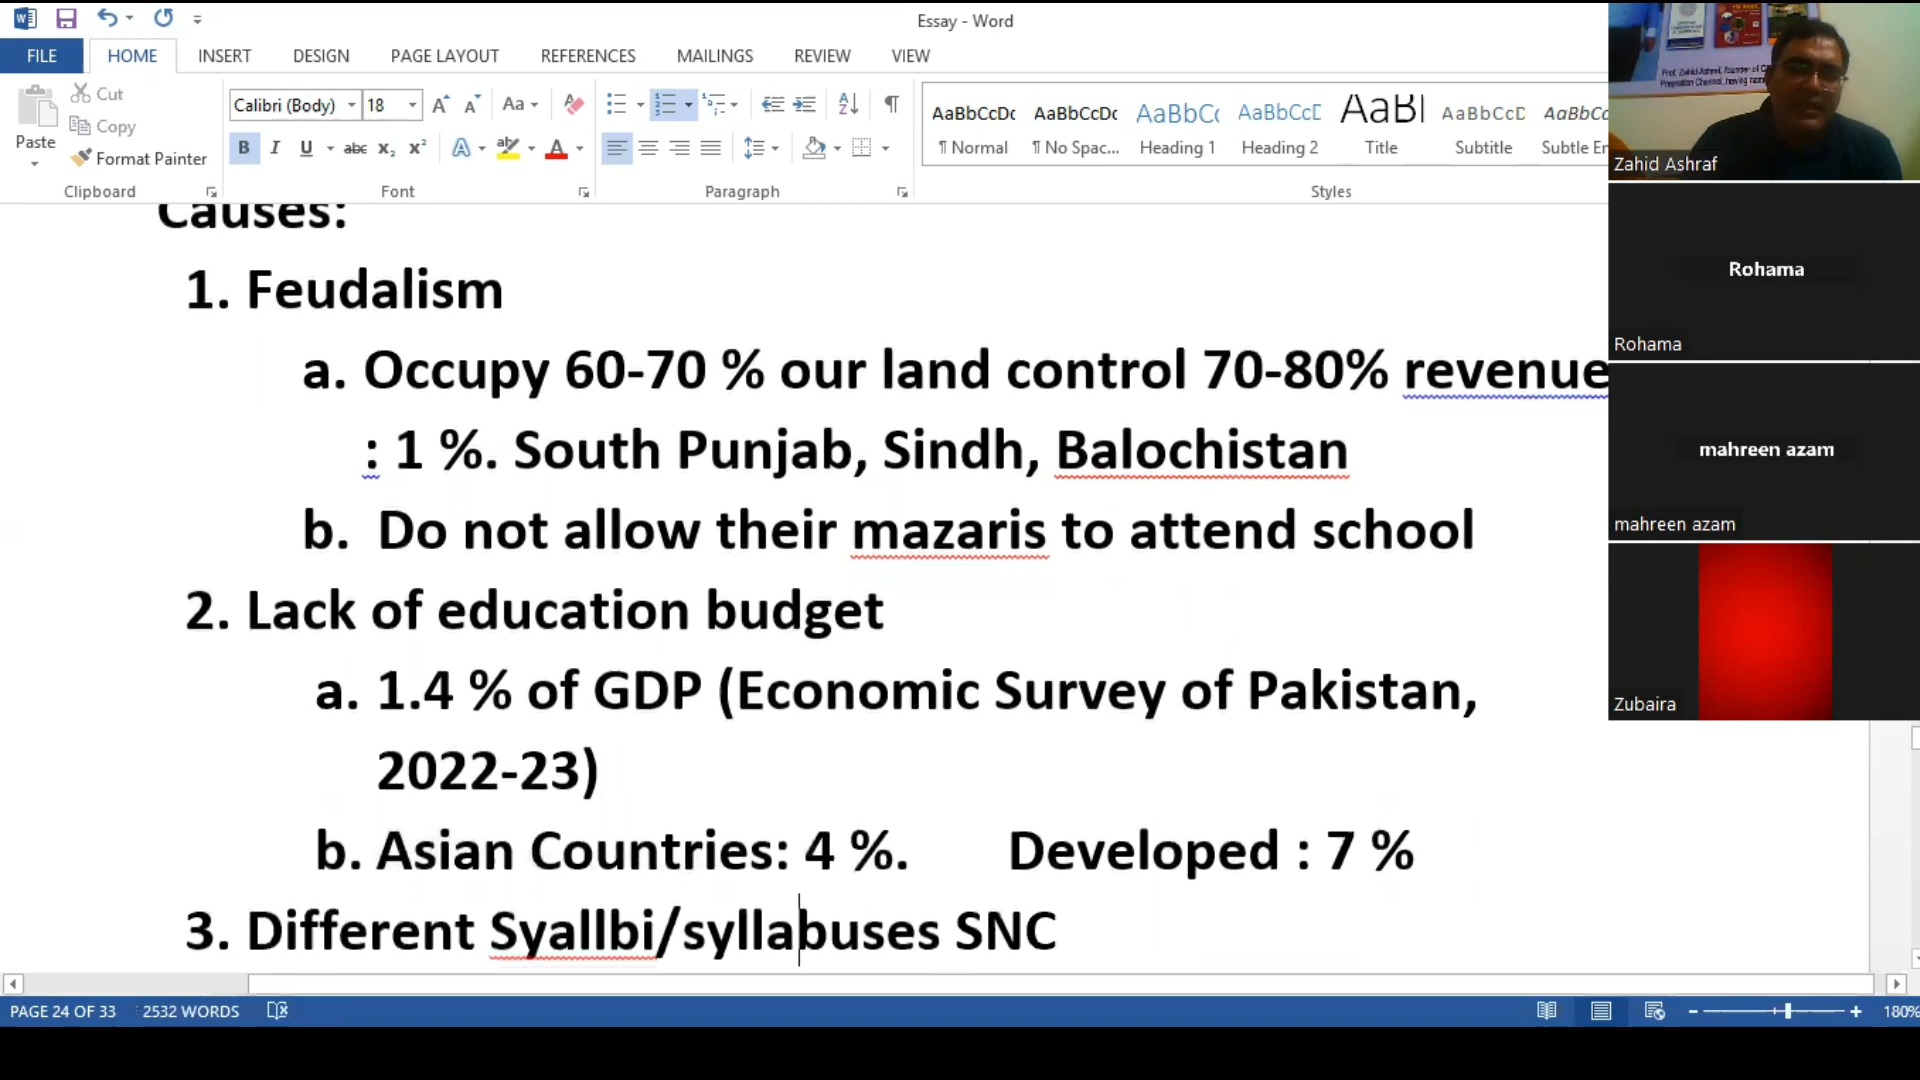 Essay - Word
FILE HOME INSERT DESIGN PAGE LAYOUT REFERENCES MAILINGS REVIEW VIEW
Paste
Cut
Copy
Format Painter
Calibri (Body) 18
AaBbCcDc AaBbCcDc AaBbCc AaBbCcD AaBl AaBbCcD AaBbCc
¶ Normal ¶ No Spac... Heading 1 Heading 2 Title Subtitle Subtle En
Clipboard Font Paragraph Styles
Causes:
1. Feudalism
a. Occupy 60-70 % our land control 70-80% revenue
: 1 %. South Punjab, Sindh, Balochistan
b. Do not allow their mazaris to attend school
2. Lack of education budget
a. 1.4 % of GDP (Economic Survey of Pakistan,
2022-23)
b. Asian Countries: 4 %. Developed : 7 %
3. Different Syallbi/syllabuses SNC
Zahid Ashraf
Rohama
Rohama
mahreen azam
mahreen azam
Zubaira
PAGE 24 OF 33 2532 WORDS 180%